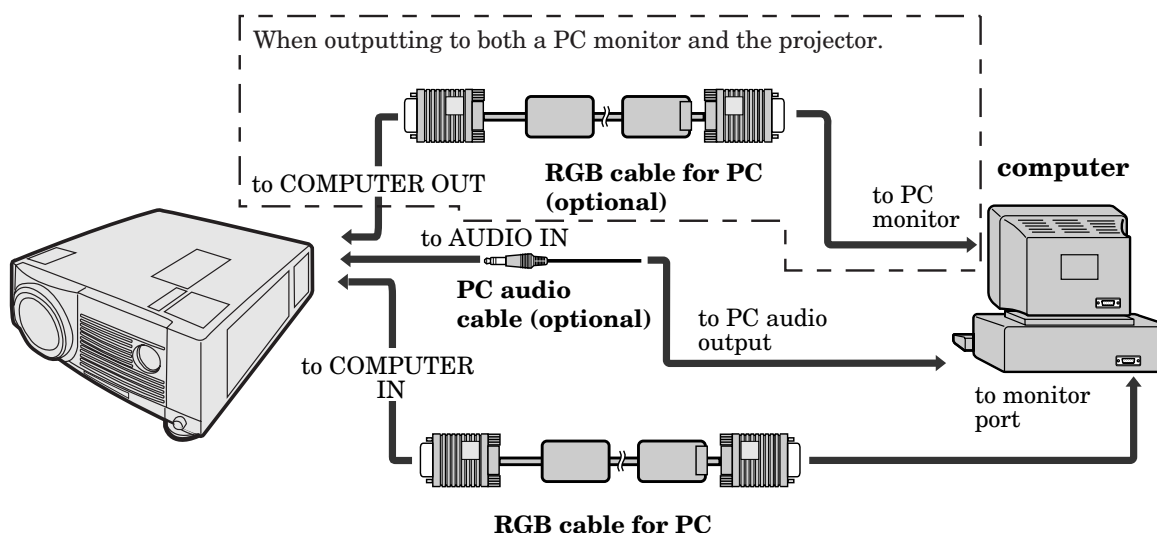 When outputting to both a PC monitor and the projector.
RGB cable for PC
(optional)
computer
to COMPUTER OUT
to PC
monitor
to AUDIO IN
PC audio
cable (optional)
to PC audio
output
to COMPUTER
IN
to monitor
port
RGB cable for PC